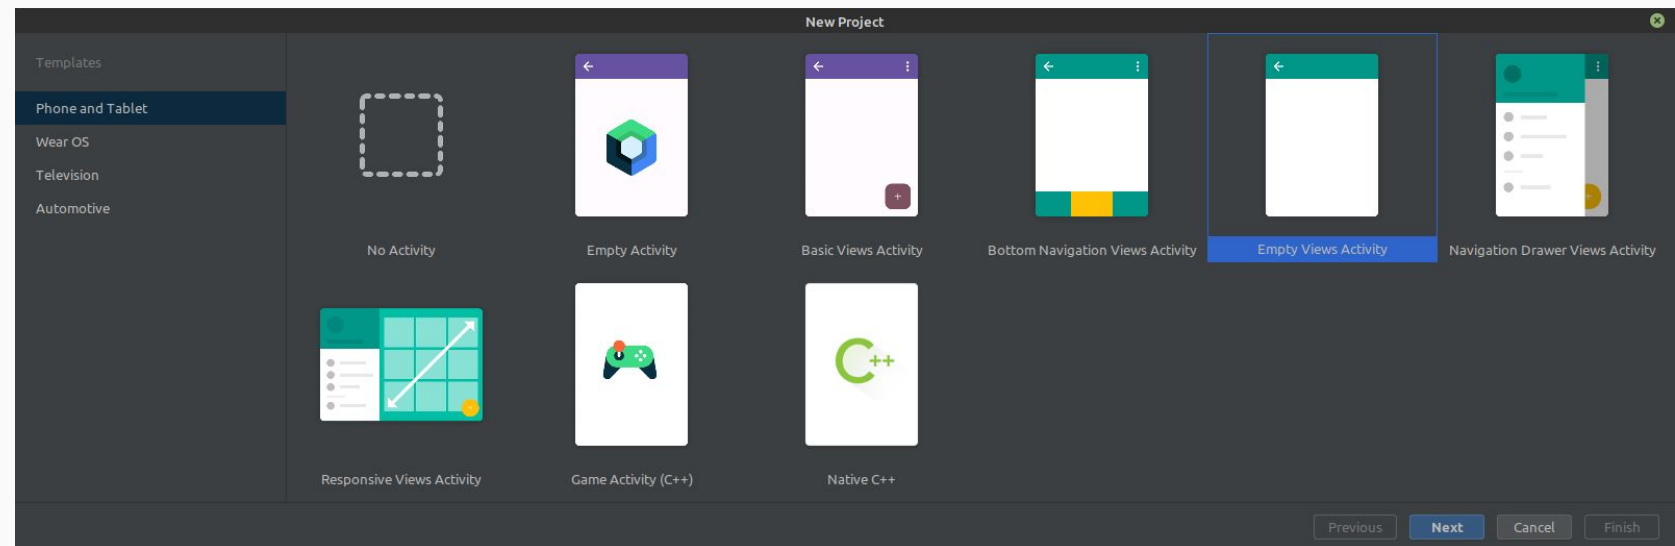 New Project
Templates
Phone and Tablet
Wear OS
Television
Automotive
No Activity
Empty Activity
Basic Views Activity
Bottom Navigation Views Activity
Empty Views Activity
Navigation Drawer Views Activity
C++
Responsive Views Activity
Game Activity (C++)
Native C++
Previous
Next
Cancel
Finish